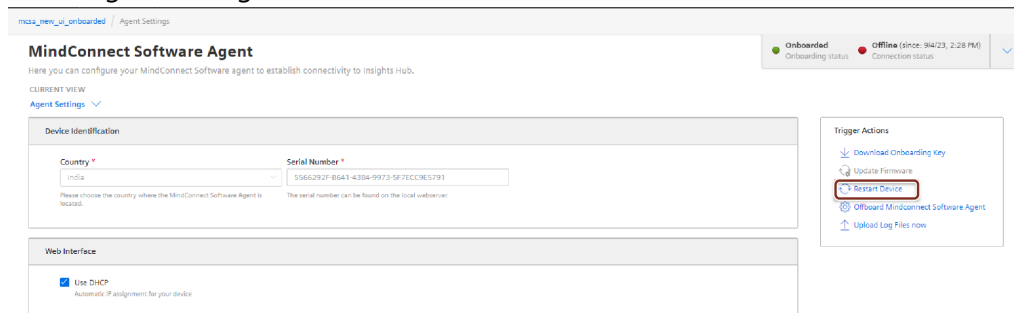 mcsa_new_ui_onboarded / Agent Settings
MindConnect Software Agent
Here you can configure your MindConnect Software agent to establish connectivity to Insights Hub.
CURRENT VIEW
Agent Settings
Onboarded
Onboarding status
Offline (since: 9/4/23, 2:28 PM)
Connection status
Device Identification
Country *
India
Please choose the country where the MindConnect Software Agent is
located.
Serial Number *
5566292F-B641-4384-9973-5F7ECC9E5791
The serial number can be found on the local webserver.
Web Interface
Use DHCP
Automatic IP assignment for your device
Trigger Actions
Download Onboarding Key
Update Firmware
Restart Device
Offboard Mindconnect Software Agent
Upload Log Files now